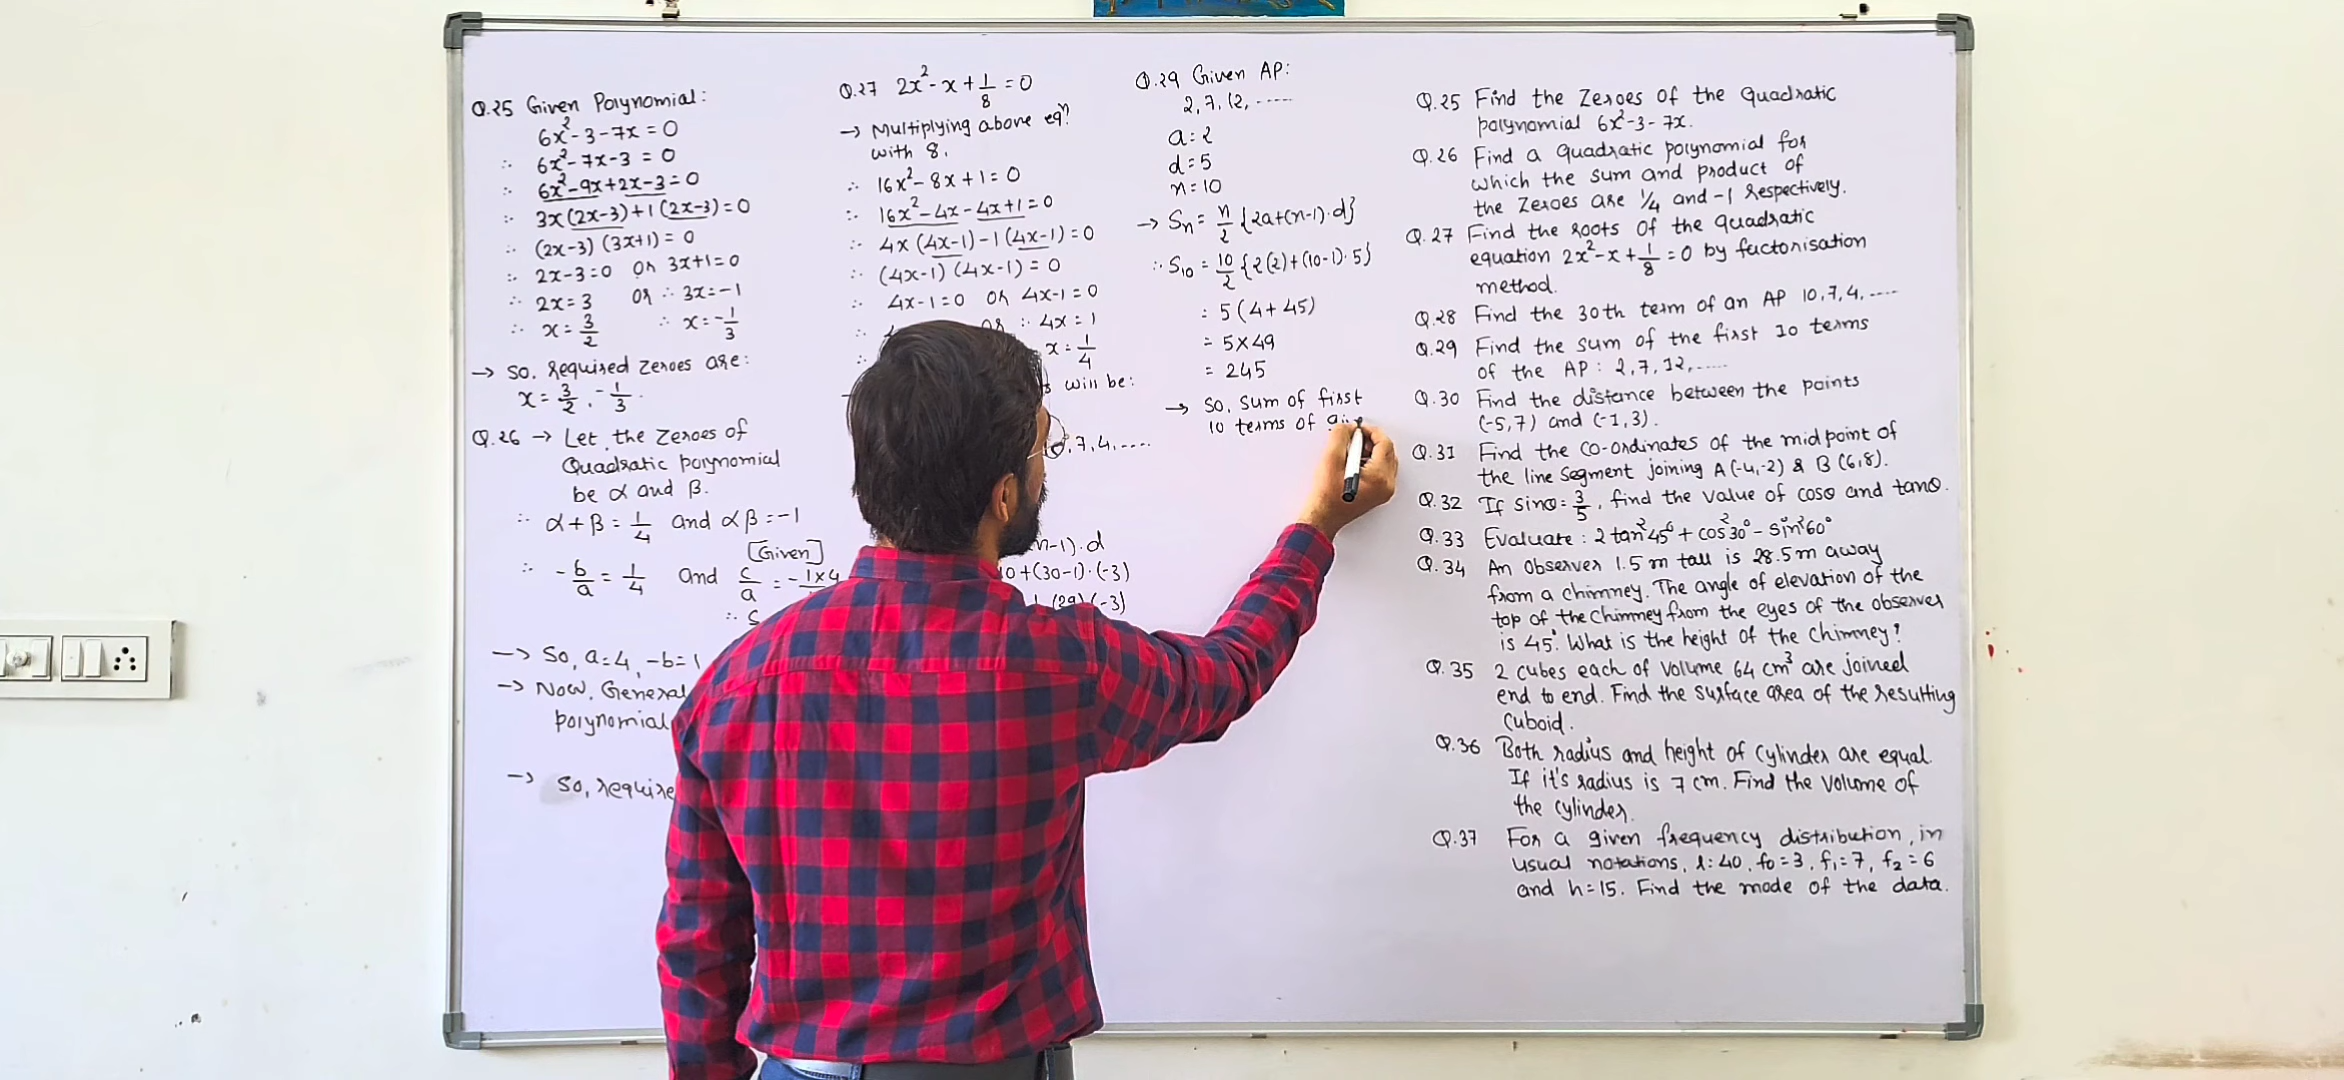 Q.25 Given Polynomial:
6x²-3-7x=0
∴ 6x²-7x-3=0
∴ 6x²-9x+2x-3=0
∴ 3x(2x-3)+1(2x-3)=0
∴ (2x-3)(3x+1)=0
∴ 2x-3=0 or 3x+1=0
∴ 2x=3 or ∴ 3x=-1
∴ x=3/2 ∴ x=-1/3
→ So, required zeroes are:
x=3/2, -1/3.
Q.26 → Let the zeroes of
Quadratic polynomial
be α and β.
∴ α+β=1/4 and αβ=-1
[Given]
∴ -b/a=1/4 and c/a=-1×4
→ So, a=4, -b=1
→ Now, General
polynomial
→ So, require
Q.27 2x²-x+1/8=0
→ Multiplying above eqn
with 8.
∴ 16x²-8x+1=0
∴ 16x²-4x-4x+1=0
∴ 4x(4x-1)-1(4x-1)=0
∴ (4x-1)(4x-1)=0
∴ 4x-1=0 or 4x-1=0
or ∴ 4x=1
x=1/4
will be:
,7,4,.....
n-1).d
0+(30-1).(-3)
(29)(-3)
Q.29 Given AP:
2,7,12,.....
a=2
d=5
n=10
→ Sn=n/2{2a+(n-1).d}
∴ S10=10/2{2(2)+(10-1).5}
=5(4+45)
=5×49
=245
→ So, sum of first
10 terms of
Q.25 Find the Zeroes of the Quadratic
polynomial 6x²-3-7x.
Q.26 Find a Quadratic polynomial for
which the sum and product of
the Zeroes are 1/4 and -1 respectively.
Q.27 Find the roots of the Quadratic
equation 2x²-x+1/8=0 by factorisation
method.
Q.28 Find the 30th term of an AP 10,7,4,.....
Q.29 Find the sum of the first 10 terms
of the AP: 2,7,12,.....
Q.30 Find the distance between the points
(-5,7) and (-1,3).
Q.31 Find the co-ordinates of the midpoint of
the line segment joining A(-4,-2) & B(6,8).
Q.32 If sinθ=3/5, find the value of cosθ and tanθ.
Q.33 Evaluate: 2tan²45°+cos²30°-sin²60°
Q.34 An observer 1.5m tall is 28.5m away
from a chimney. The angle of elevation of the
top of the chimney from the eyes of the observer
is 45°. What is the height of the chimney?
Q.35 2 cubes each of volume 64 cm³ are joined
end to end. Find the surface area of the resulting
cuboid.
Q.36 Both radius and height of cylinder are equal.
If it's radius is 7cm. Find the volume of
the cylinder.
Q.37 For a given frequency distribution, in
usual notations, l=40, f0=3, f1=7, f2=6
and h=15. Find the mode of the data.